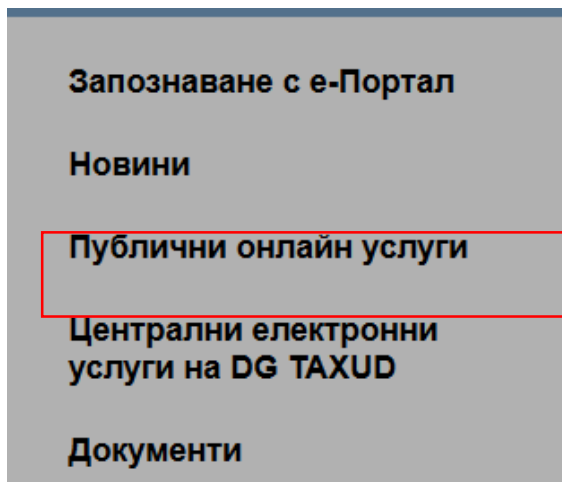 Запознаване с е-Портал
Новини
Публични онлайн услуги
Централни електронни
услуги на DG TAXUD
Документи